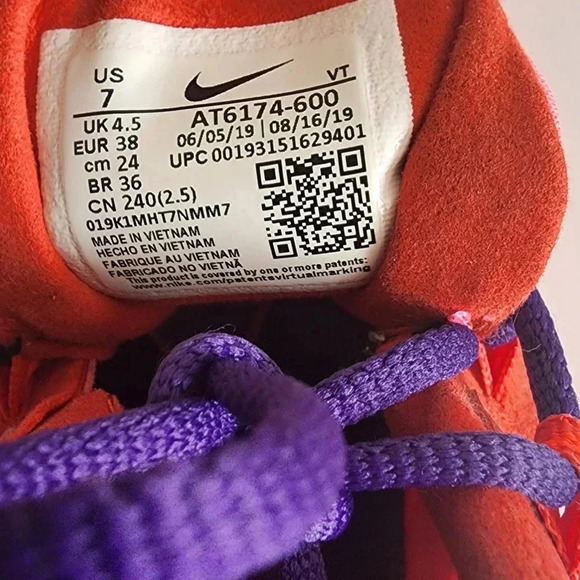 US
7
UK 4.5
EUR 38
cm 24
BR 36
CN 240(2.5)
019K1MHT7NMM7
VT
AT6174-600
06/05/19 | 08/16/19
UPC 00193151629401
MADE IN VIETNAM
HECHO EN VIETNAM
FABRIQUE AU VIETNAM
FABRICADO NO VIETNÃ
This product is covered by one or more patents:
www.nike.com/patentsvirtualmarking